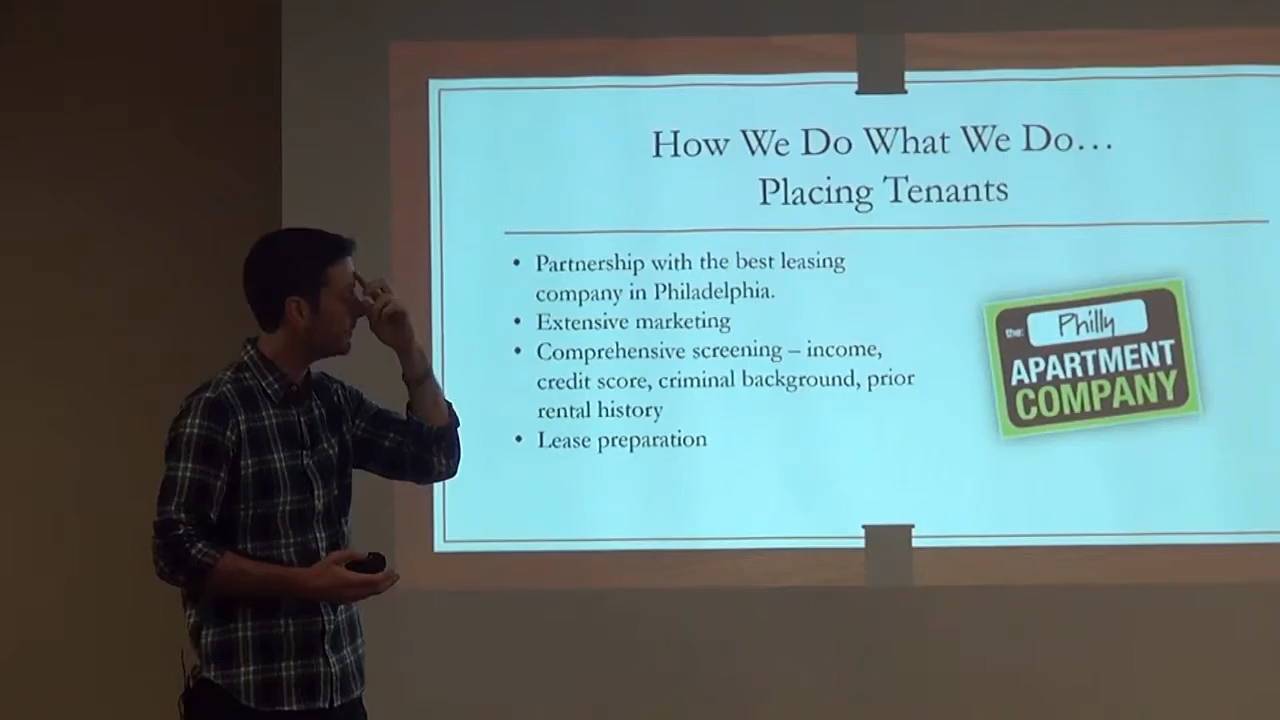 How We Do What We Do…
Placing Tenants
• Partnership with the best leasing
company in Philadelphia.
• Extensive marketing
• Comprehensive screening – income,
credit score, criminal background, prior
rental history
• Lease preparation
the: Philly
APARTMENT
COMPANY